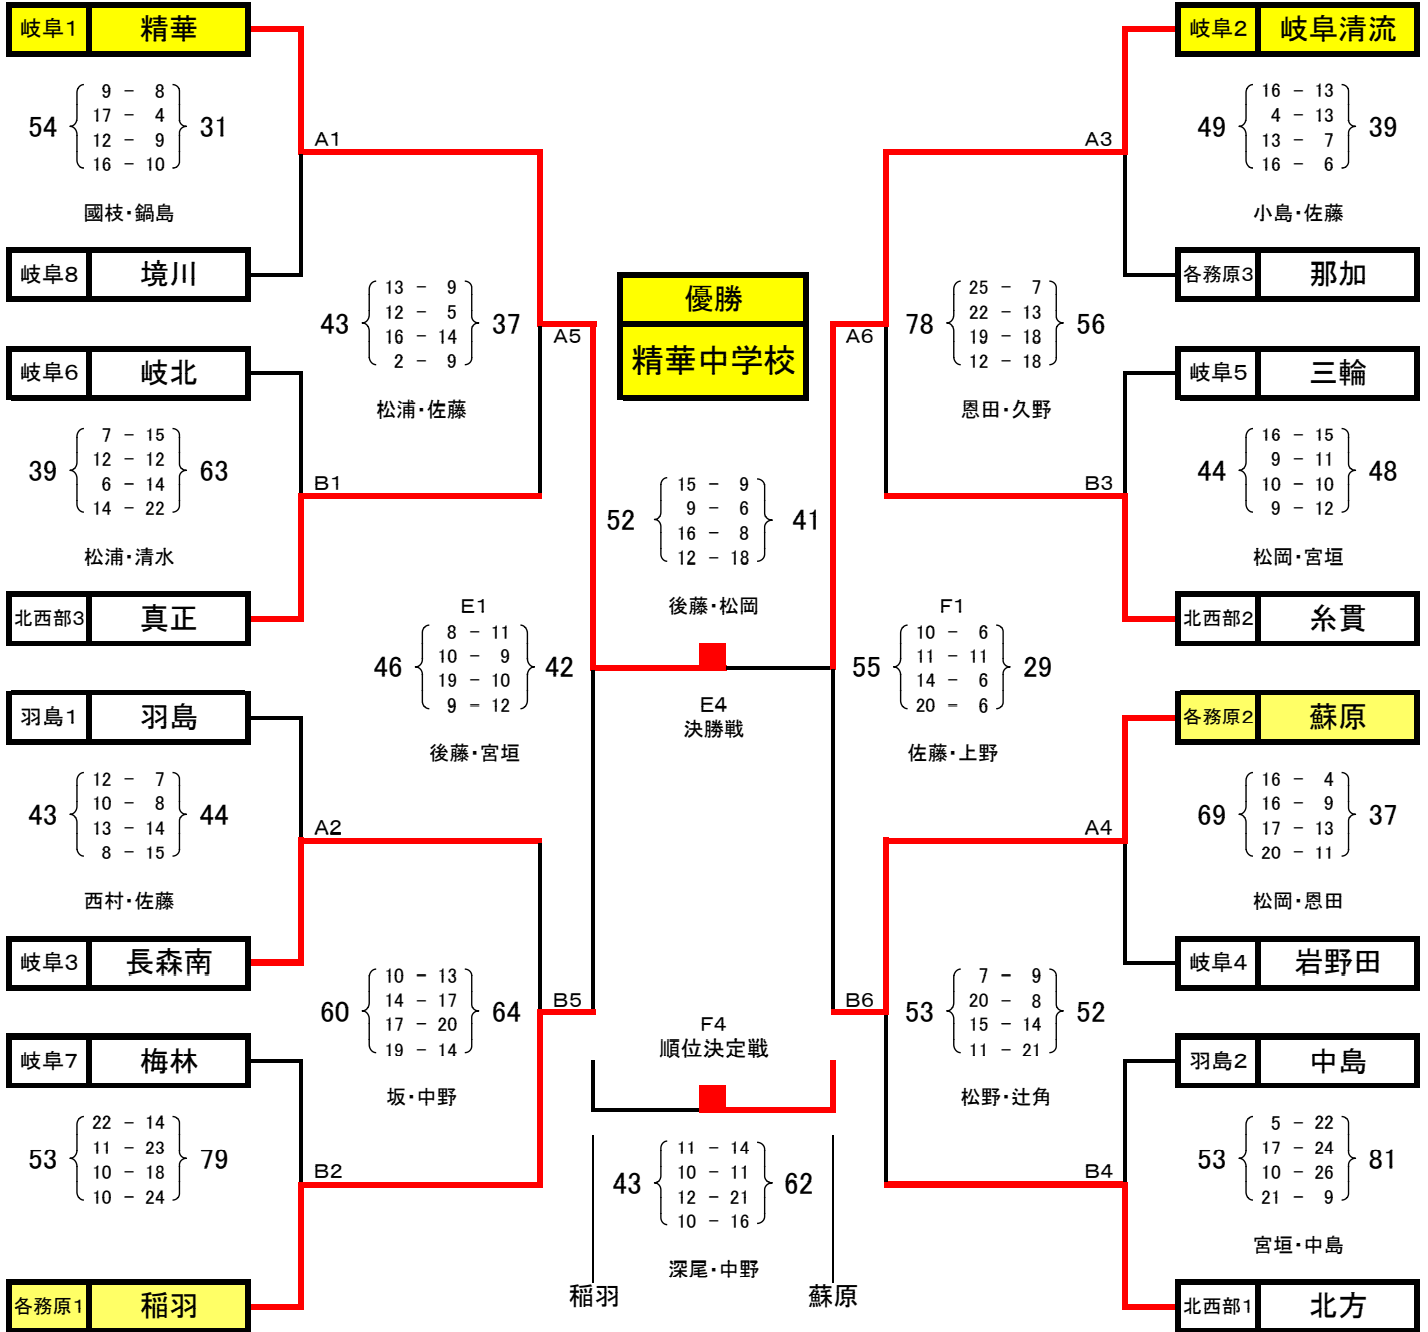 岐阜1 精華
54
9 - 8
17 - 4
12 - 9
16 - 10
31
國枝・鍋島
A1
岐阜8 境川
43
13 - 9
12 - 5
16 - 14
2 - 9
37
松浦・佐藤
A5
岐阜6 岐北
39
7 - 15
12 - 12
6 - 14
14 - 22
63
松浦・清水
B1
北西部3 真正
E1
46
8 - 11
10 - 9
19 - 10
9 - 12
42
後藤・宮垣
羽島1 羽島
43
12 - 7
10 - 8
13 - 14
8 - 15
44
西村・佐藤
A2
岐阜3 長森南
60
10 - 13
14 - 17
17 - 20
19 - 14
64
坂・中野
B5
岐阜7 梅林
53
22 - 14
11 - 23
10 - 18
10 - 24
79
B2
各務原1 稲羽
優勝
精華中学校
52
15 - 9
9 - 6
16 - 8
12 - 18
41
後藤・松岡
E4
決勝戦
F4
順位決定戦
43
11 - 14
10 - 11
12 - 21
10 - 16
62
深尾・中野
稲羽
蘇原
岐阜2 岐阜清流
49
16 - 13
4 - 13
13 - 7
16 - 6
39
小島・佐藤
A3
各務原3 那加
A6
78
25 - 7
22 - 13
19 - 18
12 - 18
56
恩田・久野
岐阜5 三輪
44
16 - 15
9 - 11
10 - 10
9 - 12
48
松岡・宮垣
B3
北西部2 糸貫
F1
55
10 - 6
11 - 11
14 - 6
20 - 6
29
佐藤・上野
各務原2 蘇原
69
16 - 4
16 - 9
17 - 13
20 - 11
37
松岡・恩田
A4
岐阜4 岩野田
B6
53
7 - 9
20 - 8
15 - 14
11 - 21
52
松野・辻角
羽島2 中島
53
5 - 22
17 - 24
10 - 26
21 - 9
81
宮垣・中島
B4
北西部1 北方